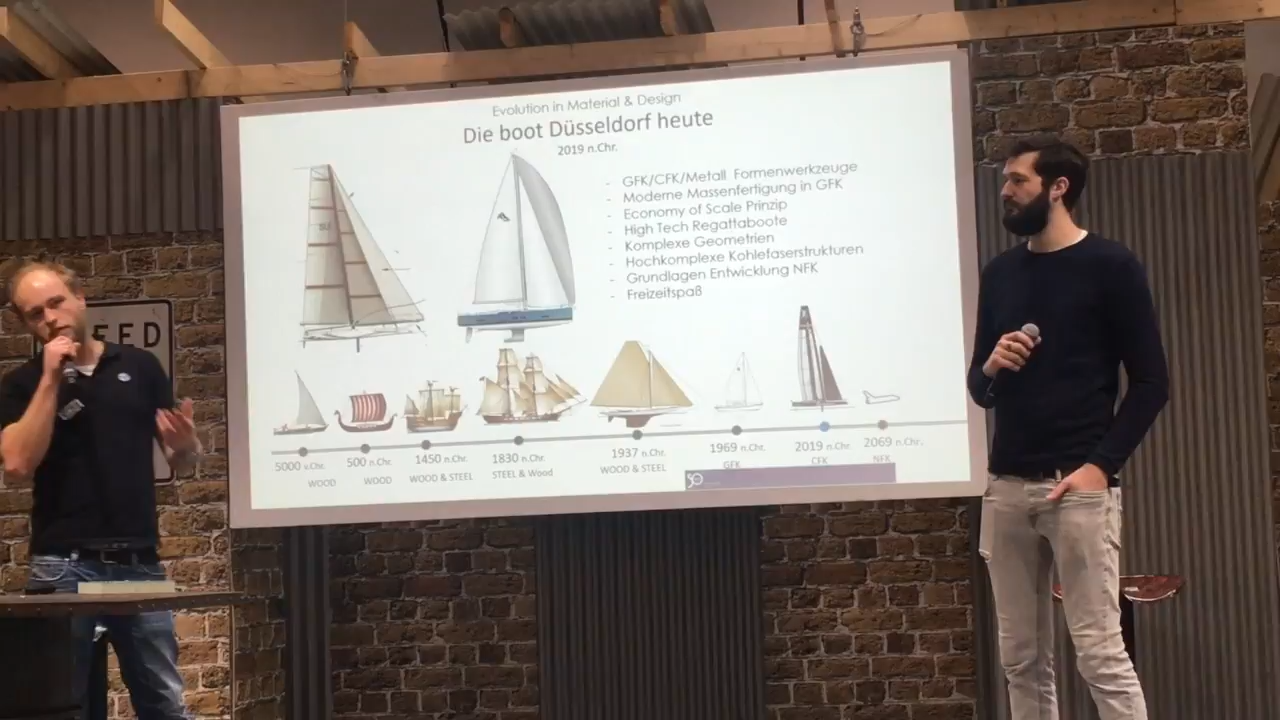 Evolution in Material & Design
Die boot Düsseldorf heute
2019 n.Chr.
- GFK/CFK/Metall Formenwerkzeuge
- Moderne Massenfertigung in GFK
- Economy of Scale Prinzip
- High Tech Regattaboote
- Komplexe Geometrien
- Hochkomplexe Kohlefaserstrukturen
- Grundlagen Entwicklung NFK
- Freizeitspaß
5000 v.Chr.
WOOD
500 n.Chr.
WOOD
1450 n.Chr.
WOOD & STEEL
1830 n.Chr.
STEEL & Wood
1937 n.Chr.
WOOD & STEEL
1969 n.Chr.
GFK
2019 n.Chr.
CFK
2069 n.Chr.
NFK
50
EED